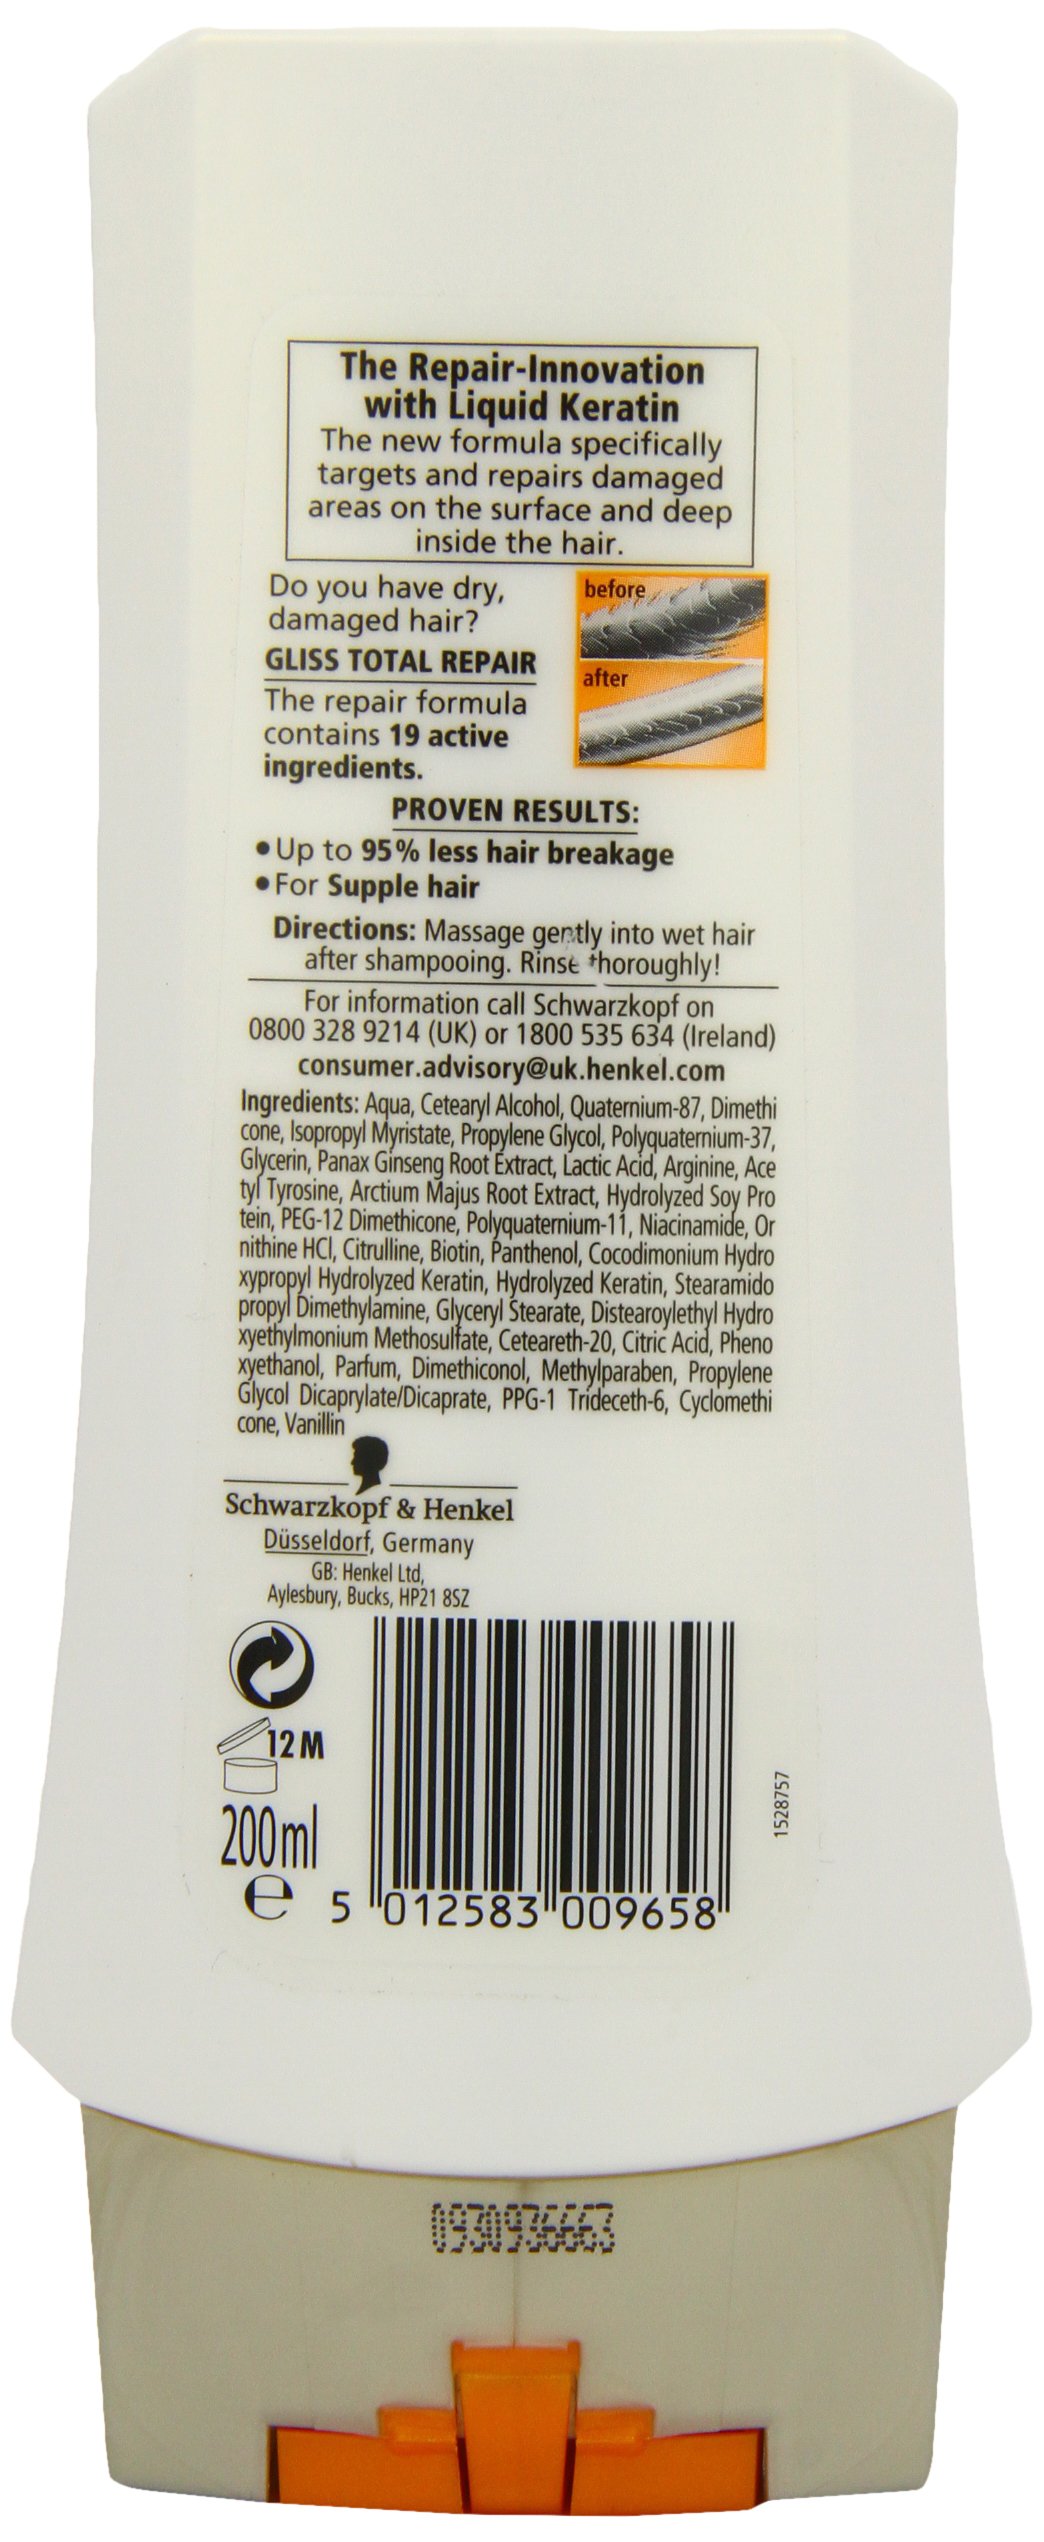 The Repair-Innovation
with Liquid Keratin
The new formula specifically
targets and repairs damaged
areas on the surface and deep
inside the hair.
Do you have dry,
damaged hair?
GLISS TOTAL REPAIR
The repair formula
contains 19 active
ingredients.
before
after
PROVEN RESULTS:
• Up to 95% less hair breakage
• For Supple hair
Directions: Massage gently into wet hair
after shampooing. Rinse thoroughly!
For information call Schwarzkopf on
0800 328 9214 (UK) or 1800 535 634 (Ireland)
consumer.advisory@uk.henkel.com
Ingredients: Aqua, Cetearyl Alcohol, Quaternium-87, Dimethi
cone, Isopropyl Myristate, Propylene Glycol, Polyquaternium-37,
Glycerin, Panax Ginseng Root Extract, Lactic Acid, Arginine, Ace
tyl Tyrosine, Arctium Majus Root Extract, Hydrolyzed Soy Pro
tein, PEG-12 Dimethicone, Polyquaternium-11, Niacinamide, Or
nithine HCl, Citrulline, Biotin, Panthenol, Cocodimonium Hydro
xypropyl Hydrolyzed Keratin, Hydrolyzed Keratin, Stearamido
propyl Dimethylamine, Glyceryl Stearate, Distearoylethyl Hydro
xyethylmonium Methosulfate, Ceteareth-20, Citric Acid, Pheno
xyethanol, Parfum, Dimethiconol, Methylparaben, Propylene
Glycol Dicaprylate/Dicaprate, PPG-1 Trideceth-6, Cyclomethi
cone, Vanillin
Schwarzkopf & Henkel
Düsseldorf, Germany
GB: Henkel Ltd,
Aylesbury, Bucks, HP21 8SZ
12 M
200 ml
e
5 012583 009658
1528757